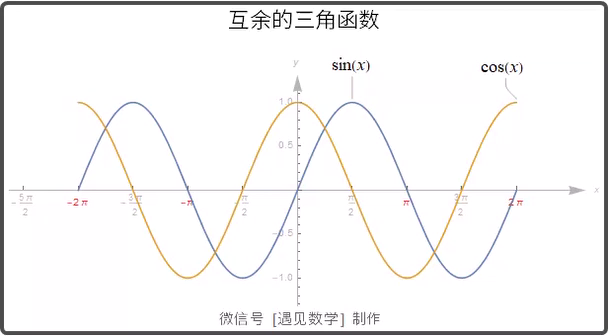 互余的三角函数
y
sin(x) cos(x)
1.0
0.5
x
-5π/2 -2π -3π/2 -π -π/2 π/2 π 3π/2 2π
-0.5
-1.0
微信号 [遇见数学] 制作